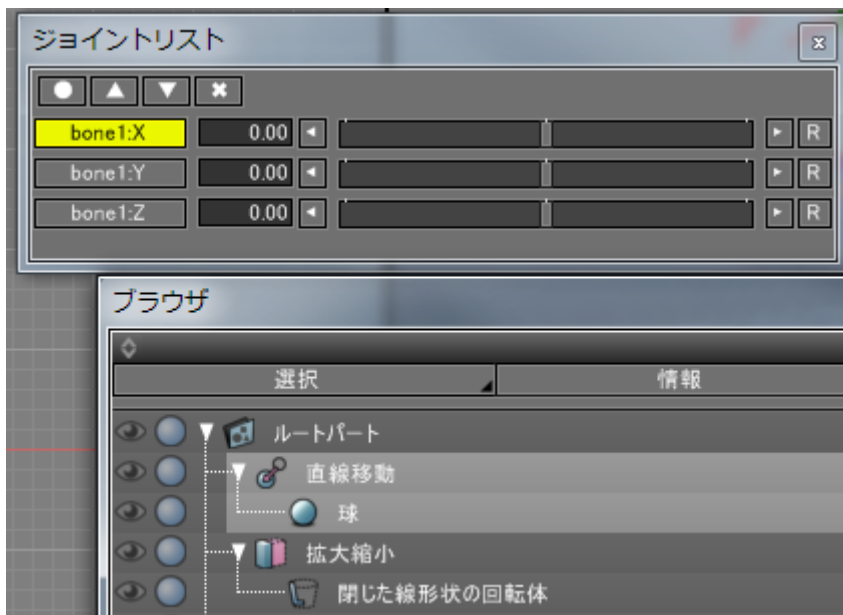 ジョイントリスト
bone1:X 0.00 R
bone1:Y 0.00 R
bone1:Z 0.00 R
ブラウザ
選択 情報
ルートパート
直線移動
球
拡大縮小
閉じた線形状の回転体